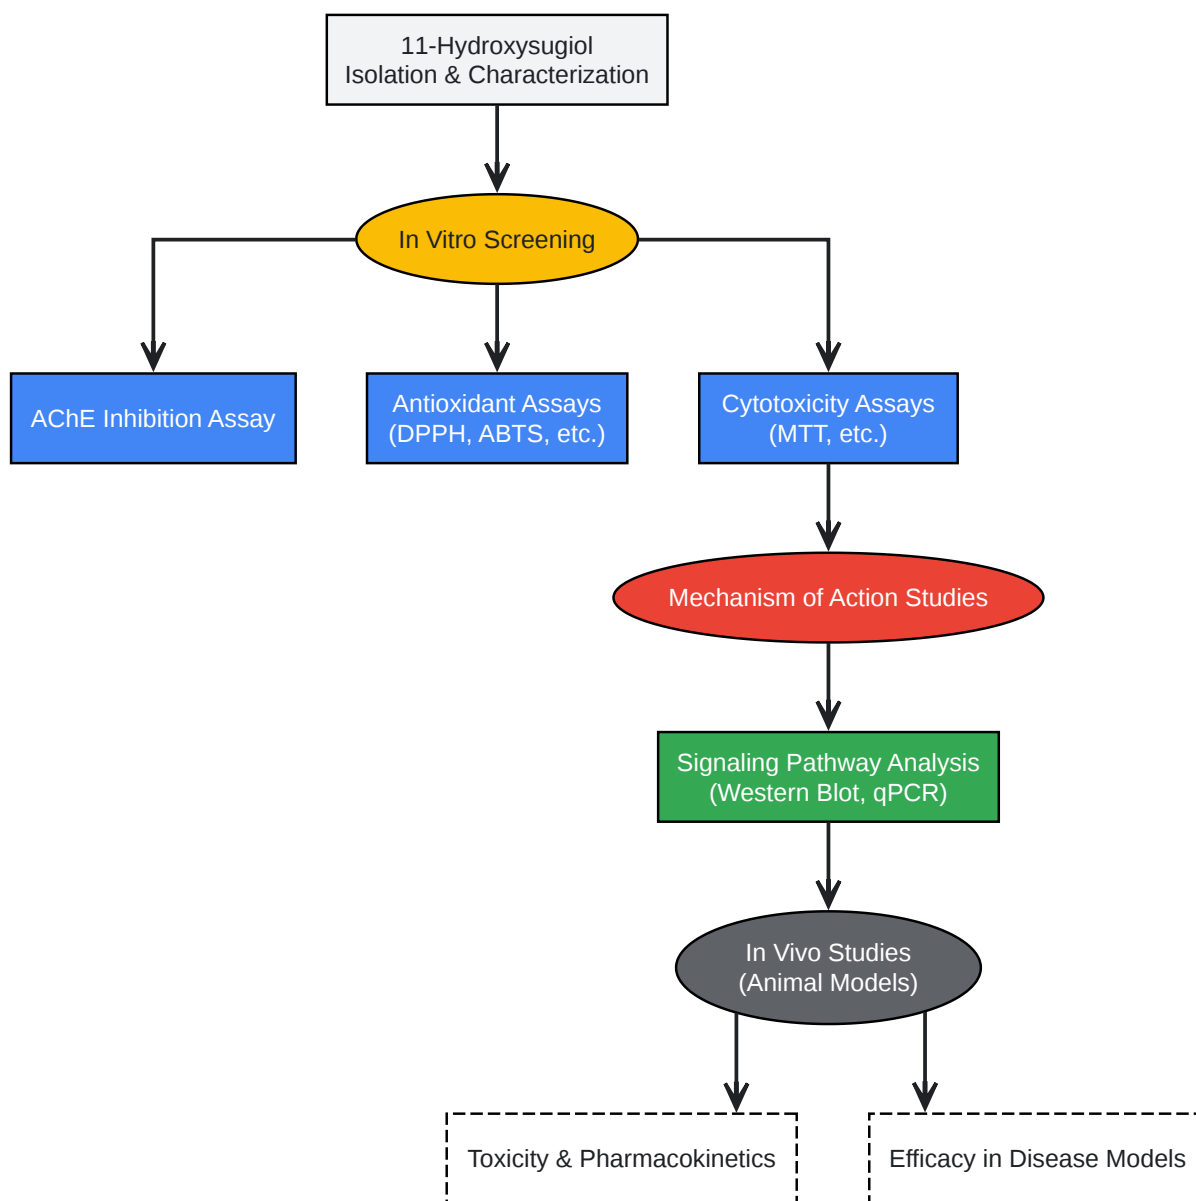 11-Hydroxysugiol
Isolation & Characterization
In Vitro Screening
AChE Inhibition Assay
Antioxidant Assays
(DPPH, ABTS, etc.)
Cytotoxicity Assays
(MTT, etc.)
Mechanism of Action Studies
Signaling Pathway Analysis
(Western Blot, qPCR)
In Vivo Studies
(Animal Models)
Toxicity & Pharmacokinetics
Efficacy in Disease Models